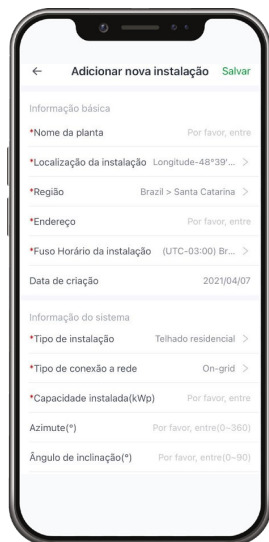 ← Adicionar nova instalação Salvar
Informação básica
*Nome da planta Por favor, entre
*Localização da instalação Longitude-48°39'... >
*Região Brazil > Santa Catarina >
*Endereço Por favor, entre
*Fuso Horário da instalação (UTC-03:00) Br... >
Data de criação 2021/04/07
Informação do sistema
*Tipo de instalação Telhado residencial >
*Tipo de conexão a rede On-grid >
*Capacidade instalada(kWp) Por favor, entre
Azimute(°) Por favor, entre(0~360)
Ângulo de inclinação(°) Por favor, entre(0~90)